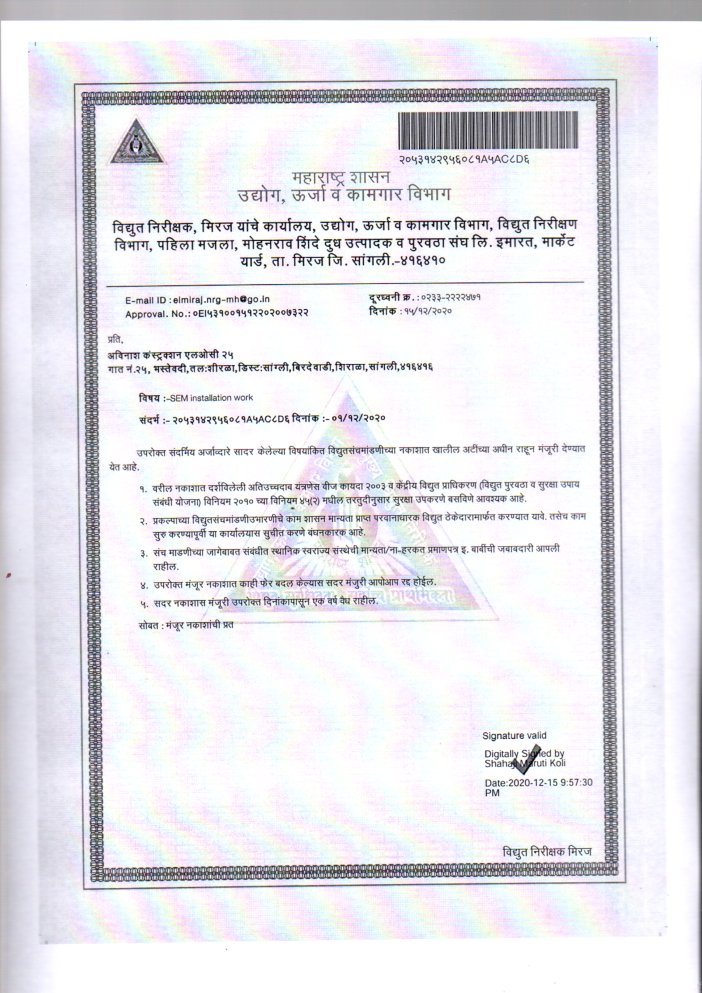 २०५३१४२९५६०८१A५AC८D६
महाराष्ट्र शासन
उद्योग, ऊर्जा व कामगार विभाग
विद्युत निरीक्षक, मिरज यांचे कार्यालय, उद्योग, ऊर्जा व कामगार विभाग, विद्युत निरीक्षण
विभाग, पहिला मजला, मोहनराव शिंदे दुध उत्पादक व पुरवठा संघ लि. इमारत, मार्केट
यार्ड, ता. मिरज जि. सांगली.-४१६४१०
E-mail ID : elmiraj.nrg-mh@go.in
दूरध्वनी क्र. : ०२३३-२२२२४७१
Approval. No.: ०EI५३१००१५१२२०२००७३२२
दिनांक : १५/१२/२०२०
प्रति,
अविनाश कंस्ट्रक्शन एलओसी २५
गात नं.२५, भस्तेवदी,तल:शीरळा,डिस्ट:सांग्ली,बिरदेवाडी,शिराळा,सांगली,४१६४१६
विषय :-SEM installation work
संदर्भ :- २०५३१४२९५६०८१A५AC८D६ दिनांक :- ०१/१२/२०२०
उपरोक्त संदर्भिय अर्जाव्दारे सादर केलेल्या विषयांकित विद्युतसंचमांडणीच्या नकाशात खालील अटींच्या अधीन राहून मंजूरी देण्यात
येत आहे.
१. वरील नकाशात दर्शविलेली अतिउच्चदाब यंत्रणेस वीज कायदा २००३ व केंद्रीय विद्युत प्राधिकरण (विद्युत पुरवठा व सुरक्षा उपाय
संबंधी योजना) विनियम २०१० च्या विनियम ४५(२) मधील तरतुदीनुसार सुरक्षा उपकरणे बसविणे आवश्यक आहे.
२. प्रकल्पाच्या विद्युतसंचमांडणीउभारणीचे काम शासन मान्यता प्राप्त परवानाधारक विद्युत ठेकेदारामार्फत करण्यात यावे. तसेच काम
सुरु करण्यापूर्वी या कार्यालयास सुचीत करणे बंधनकारक आहे.
३. संच माडणीच्या जागेबाबत संबंधीत स्थानिक स्वराज्य संस्थेची मान्यता/ना-हरकत प्रमाणपत्र इ. बाबींची जवाबदारी आपली
राहील.
४. उपरोक्त मंजूर नकाशात काही फेर बदल केल्यास सदर मंजुरी आपोआप रद्द होईल.
५. सदर नकाशास मंजूरी उपरोक्त दिनांकापासून एक वर्ष वैध राहील.
सोबत : मंजूर नकाशांची प्रत
Signature valid
Digitally Signed by
Shahaji Maruti Koli
Date:2020-12-15 9:57:30
PM
विद्युत निरीक्षक मिरज